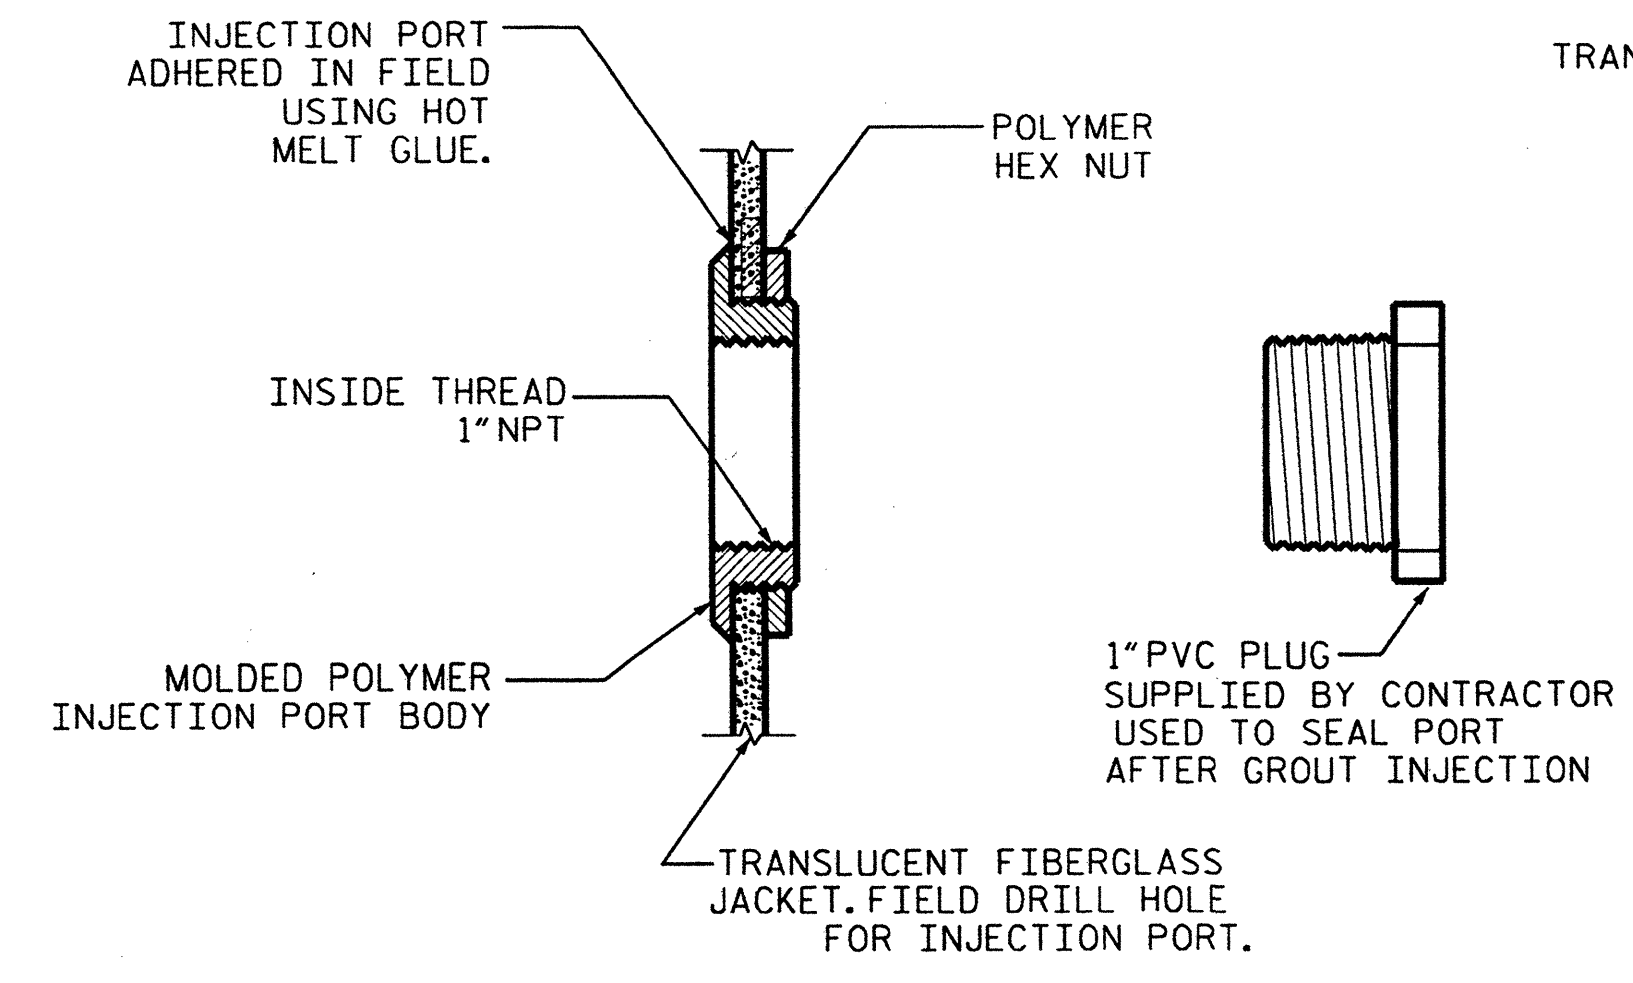 INJECTION PORT
ADHERED IN FIELD
USING HOT
MELT GLUE.
TRAN
POLYMER
HEX NUT
INSIDE THREAD
1" NPT
MOLDED POLYMER
INJECTION PORT BODY
1" PVC PLUG
SUPPLIED BY CONTRACTOR
USED TO SEAL PORT
AFTER GROUT INJECTION
TRANSLUCENT FIBERGLASS
JACKET. FIELD DRILL HOLE
FOR INJECTION PORT.